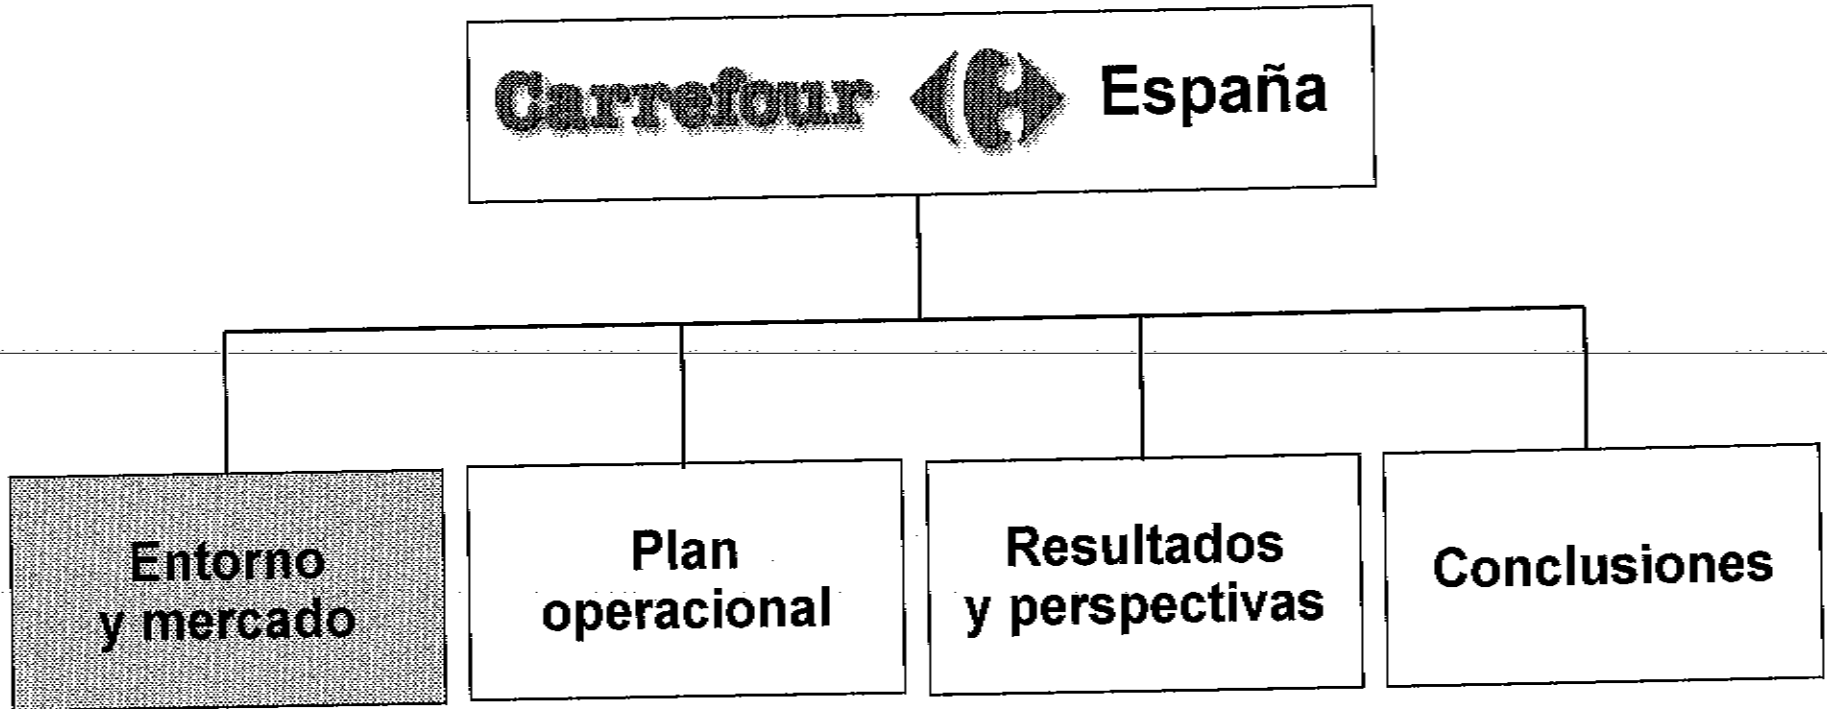 Carrefour España
Entorno
y mercado
Plan
operacional
Resultados
y perspectivas
Conclusiones